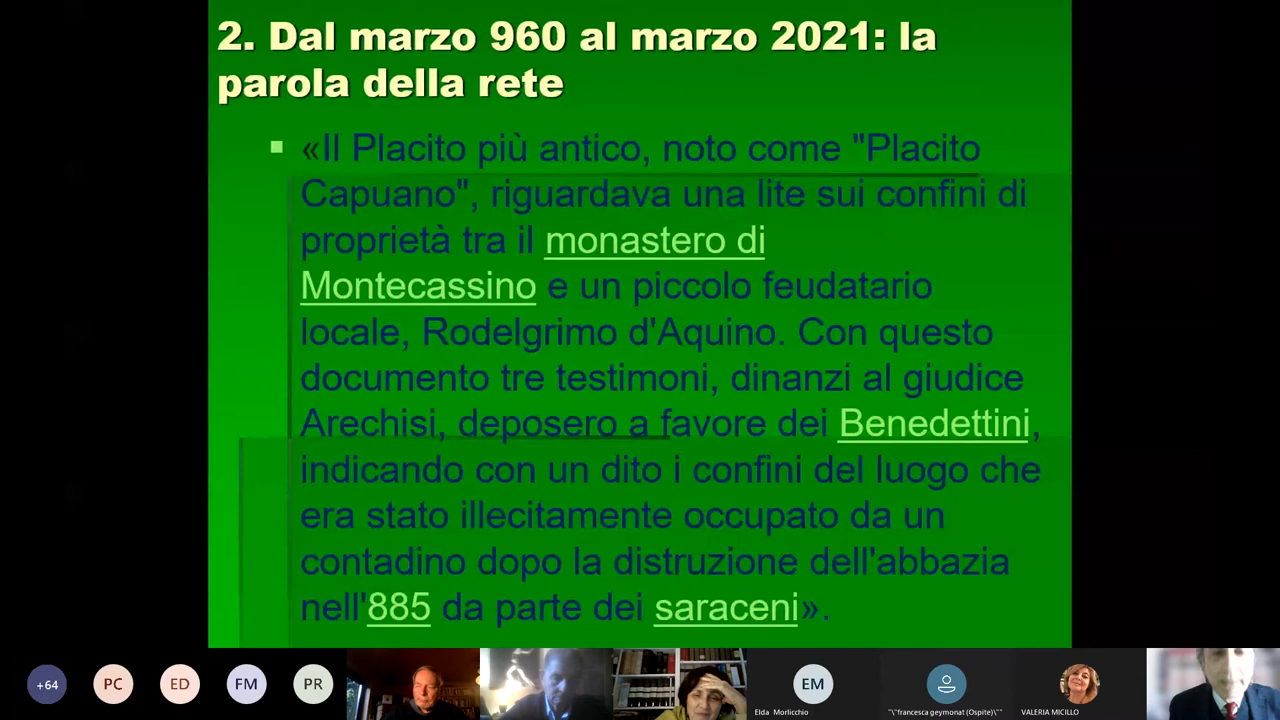 2. Dal marzo 960 al marzo 2021: la
parola della rete
«Il Placito più antico, noto come "Placito
Capuano", riguardava una lite sui confini di
proprietà tra il monastero di
Montecassino e un piccolo feudatario
locale, Rodelgrimo d'Aquino. Con questo
documento tre testimoni, dinanzi al giudice
Arechisi, deposero a favore dei Benedettini,
indicando con un dito i confini del luogo che
era stato illecitamente occupato da un
contadino dopo la distruzione dell'abbazia
nell'885 da parte dei saraceni».
+64 PC ED FM PR EM
Elda Morlicchio "\"francesca geymonat (Ospite)\"" VALERIA MICILLO